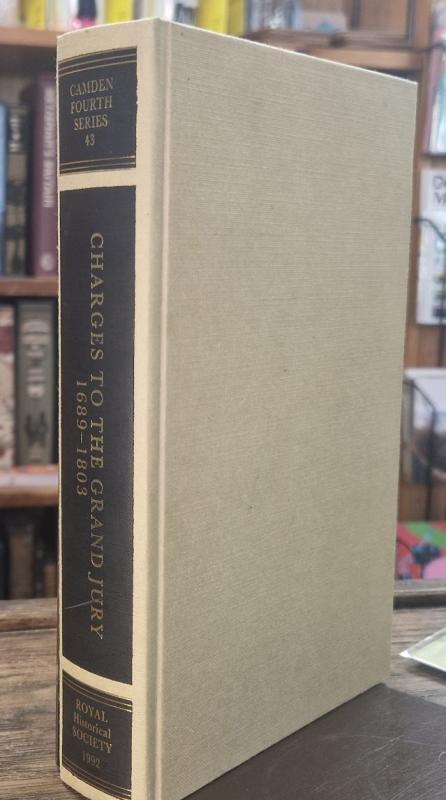 CAMDEN
FOURTH
SERIES
43
CHARGES TO THE GRAND JURY
1689–1803
ROYAL
Historical
SOCIETY
1992